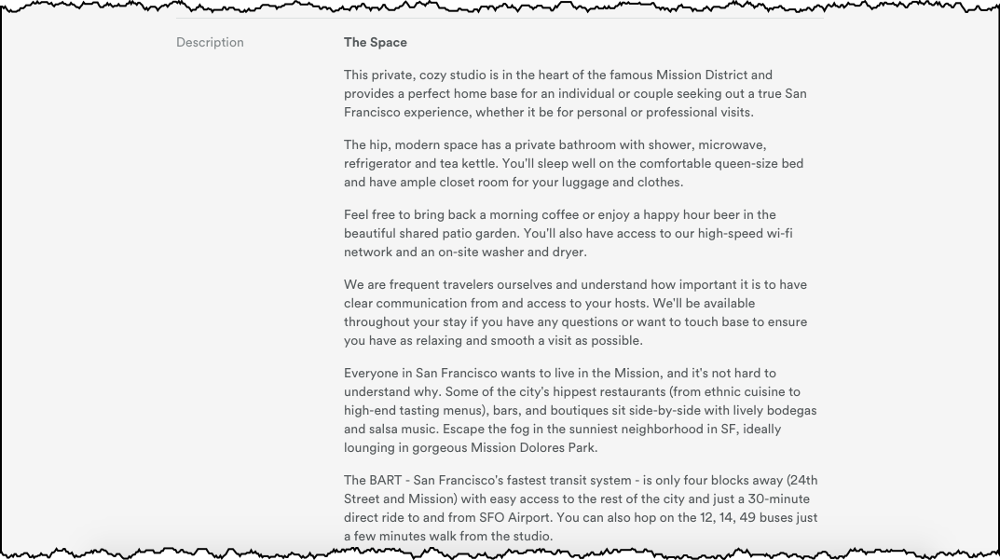 Description
The Space
This private, cozy studio is in the heart of the famous Mission District and
provides a perfect home base for an individual or couple seeking out a true San
Francisco experience, whether it be for personal or professional visits.
The hip, modern space has a private bathroom with shower, microwave,
refrigerator and tea kettle. You'll sleep well on the comfortable queen-size bed
and have ample closet room for your luggage and clothes.
Feel free to bring back a morning coffee or enjoy a happy hour beer in the
beautiful shared patio garden. You'll also have access to our high-speed wi-fi
network and an on-site washer and dryer.
We are frequent travelers ourselves and understand how important it is to have
clear communication from and access to your hosts. We'll be available
throughout your stay if you have any questions or want to touch base to ensure
you have as relaxing and smooth a visit as possible.
Everyone in San Francisco wants to live in the Mission, and it's not hard to
understand why. Some of the city's hippest restaurants (from ethnic cuisine to
high-end tasting menus), bars, and boutiques sit side-by-side with lively bodegas
and salsa music. Escape the fog in the sunniest neighborhood in SF, ideally
lounging in gorgeous Mission Dolores Park.
The BART - San Francisco's fastest transit system - is only four blocks away (24th
Street and Mission) with easy access to the rest of the city and just a 30-minute
direct ride to and from SFO Airport. You can also hop on the 12, 14, 49 buses just
a few minutes walk from the studio.